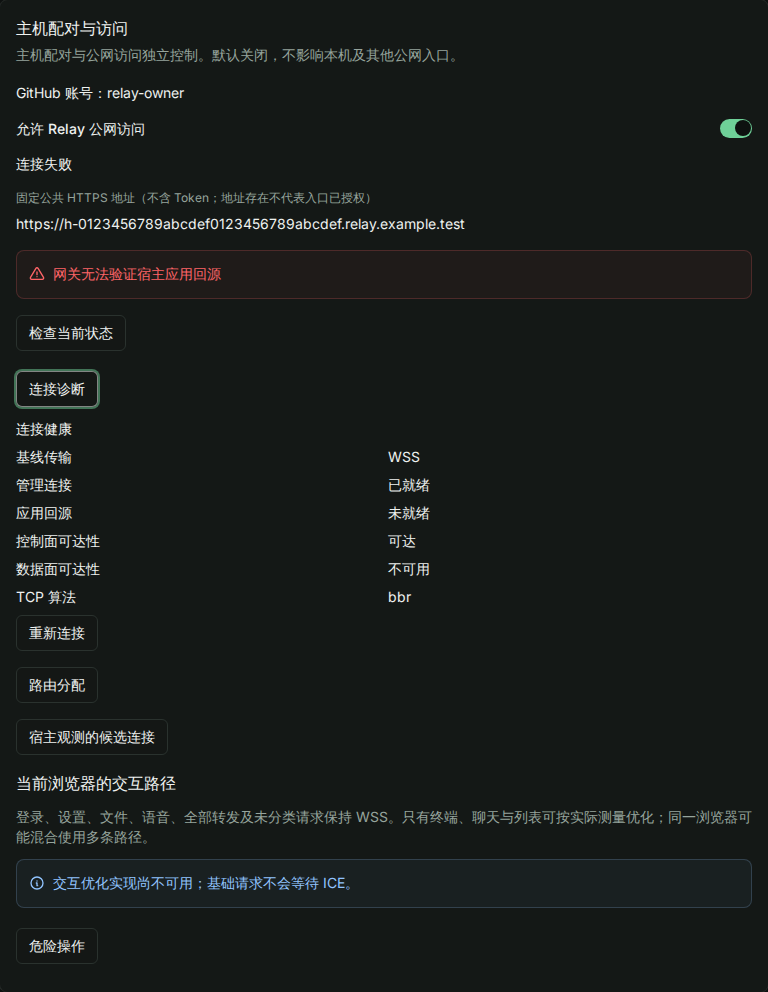 主机配对与访问
主机配对与公网访问独立控制。默认关闭，不影响本机及其他公网入口。
GitHub 账号：relay-owner
允许 Relay 公网访问
连接失败
固定公共 HTTPS 地址（不含 Token；地址存在不代表入口已授权）
https://h-0123456789abcdef0123456789abcdef.relay.example.test
网关无法验证宿主应用回源
检查当前状态
连接诊断
连接健康
基线传输 WSS
管理连接 已就绪
应用回源 未就绪
控制面可达性 可达
数据面可达性 不可用
TCP 算法 bbr
重新连接
路由分配
宿主观测的候选连接
当前浏览器的交互路径
登录、设置、文件、语音、全部转发及未分类请求保持 WSS。只有终端、聊天与列表可按实际测量优化；同一浏览器可
能混合使用多条路径。
交互优化实现尚不可用；基础请求不会等待 ICE。
危险操作